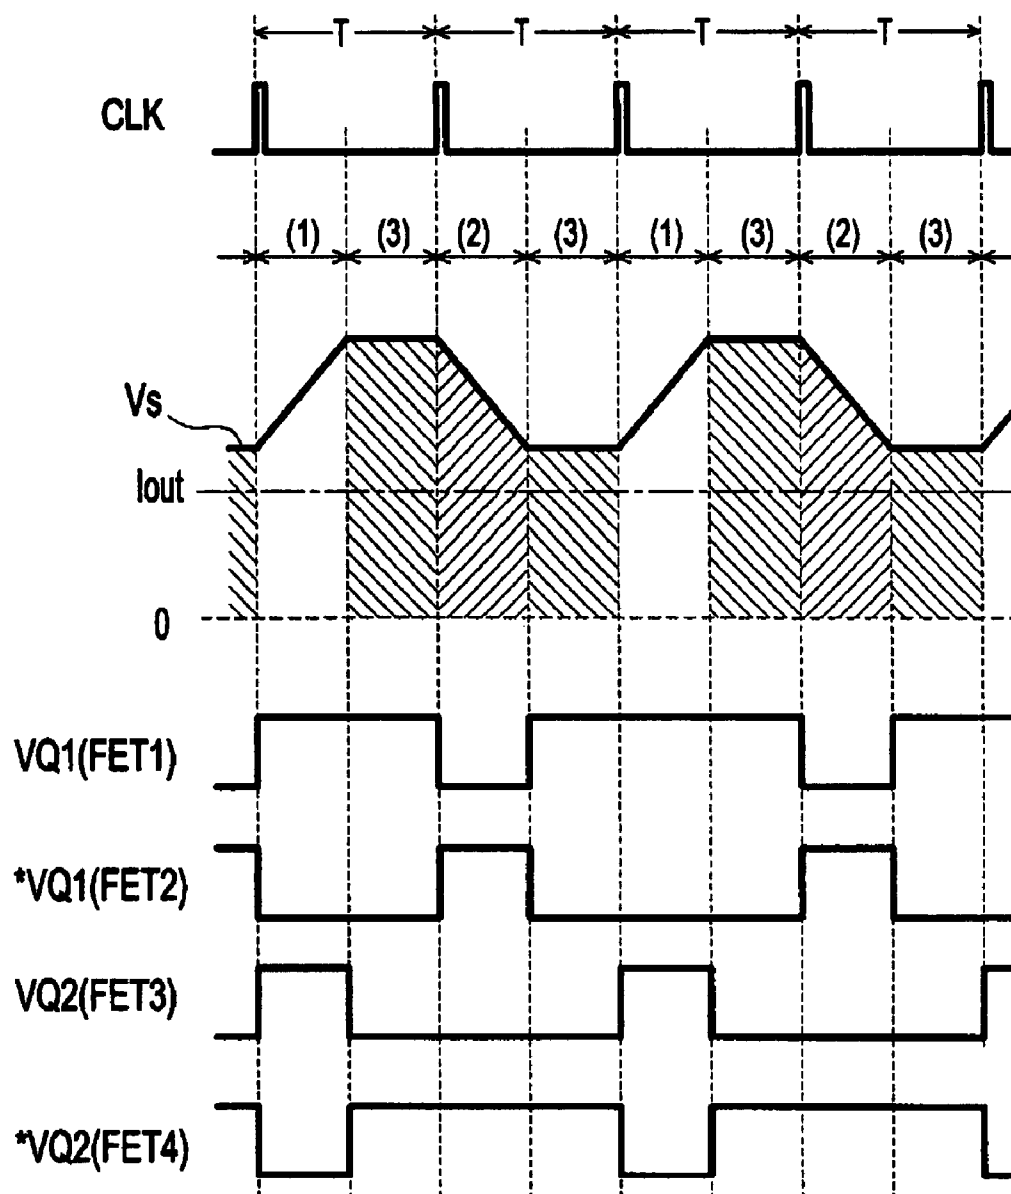 T T T T
CLK
(1) (3) (2) (3) (1) (3) (2) (3)
Vs
Iout
0
VQ1(FET1)
*VQ1(FET2)
VQ2(FET3)
*VQ2(FET4)